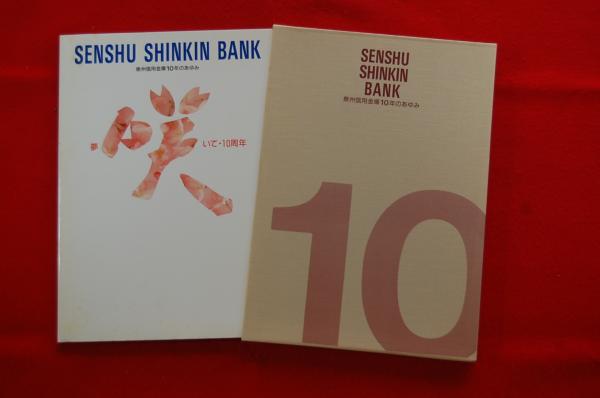 SENSHU SHINKIN BANK
泉州信用金庫10年のあゆみ
夢 咲 いて・10周年
SENSHU
SHINKIN
BANK
泉州信用金庫10年のあゆみ
10